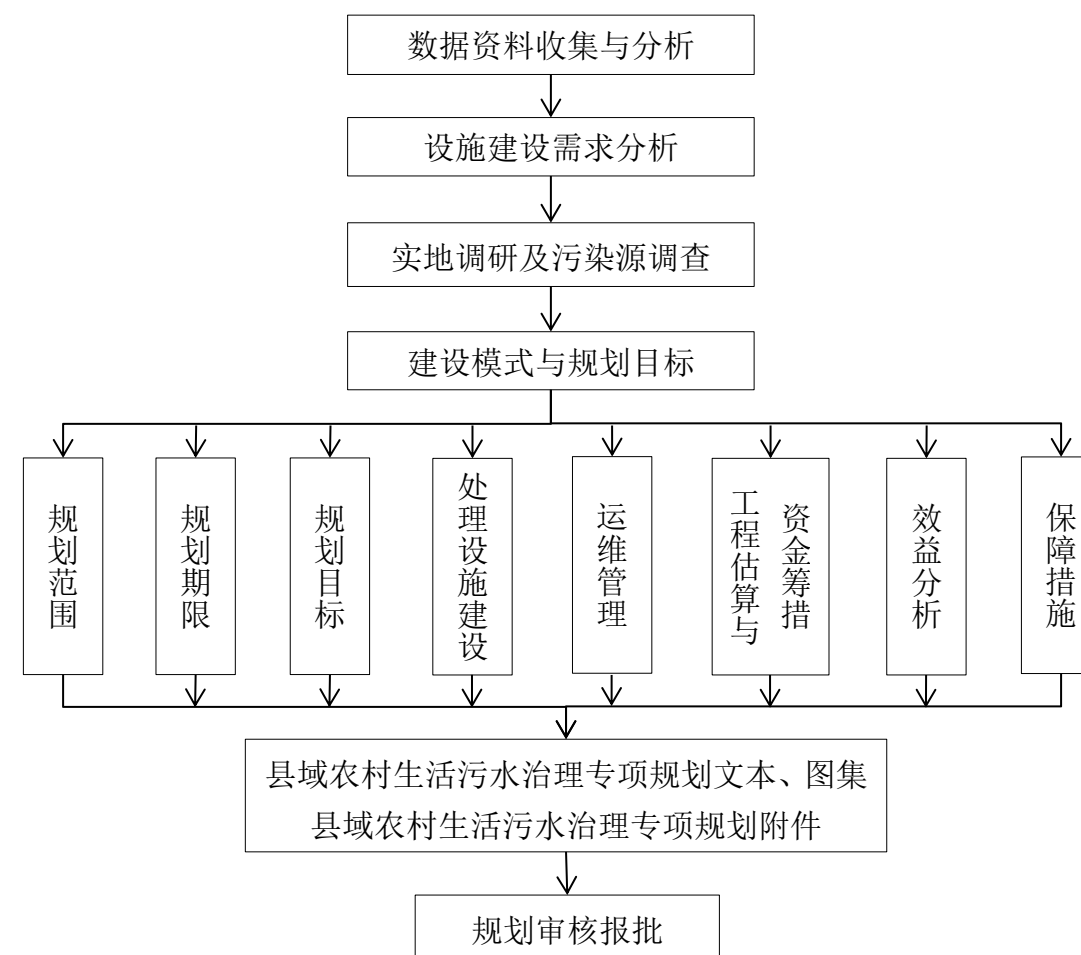 数据资料收集与分析
设施建设需求分析
实地调研及污染源调查
建设模式与规划目标
规划范围
规划期限
规划目标
处理设施建设
运维管理
工程估算与
资金筹措
效益分析
保障措施
县域农村生活污水治理专项规划文本、图集
县域农村生活污水治理专项规划附件
规划审核报批